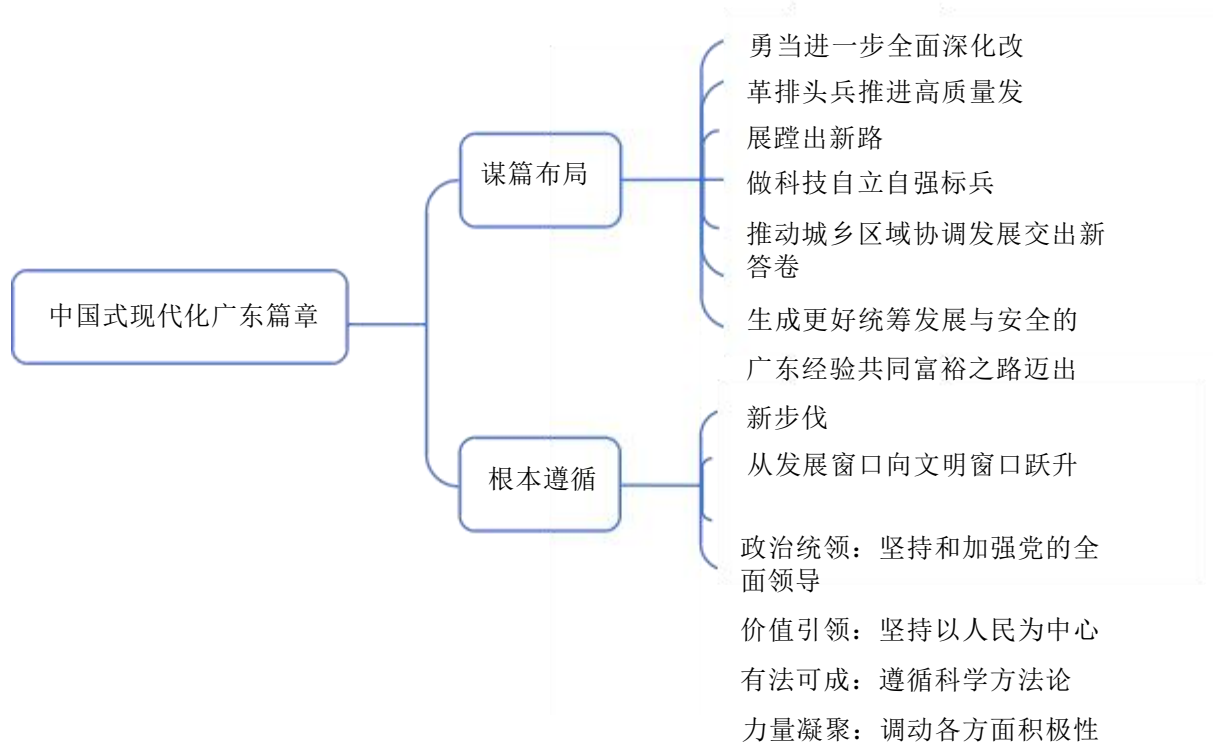 中国式现代化广东篇章
谋篇布局
勇当进一步全面深化改
革排头兵推进高质量发
展蹚出新路
做科技自立自强标兵
推动城乡区域协调发展交出新
答卷
生成更好统筹发展与安全的
广东经验共同富裕之路迈出
新步伐
从发展窗口向文明窗口跃升
根本遵循
政治统领：坚持和加强党的全
面领导
价值引领：坚持以人民为中心
有法可成：遵循科学方法论
力量凝聚：调动各方面积极性